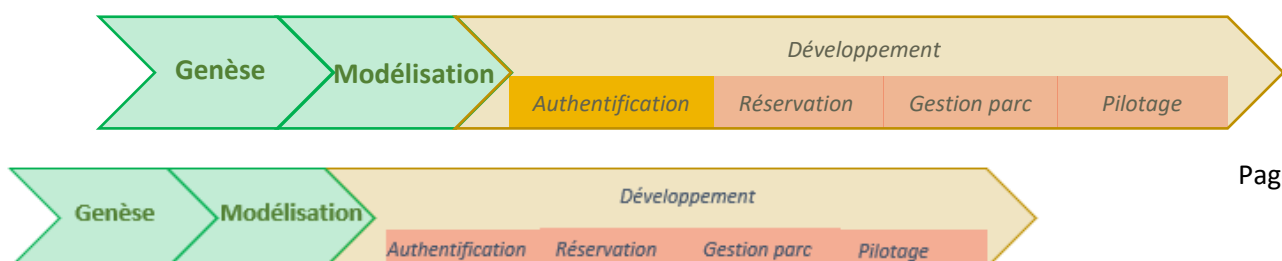 Développement
Genèse Modélisation
Authentification Réservation Gestion parc Pilotage
Pag
Développement
Genèse Modélisation
Authentification Réservation Gestion parc Pilotage